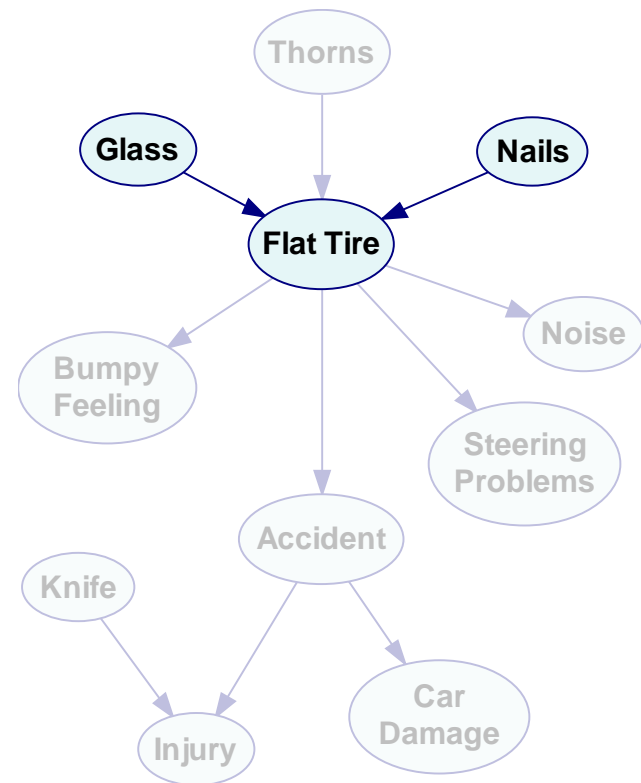 Thorns
Glass
Nails
Flat Tire
Noise
Bumpy
Feeling
Steering
Problems
Accident
Knife
Car
Damage
Injury